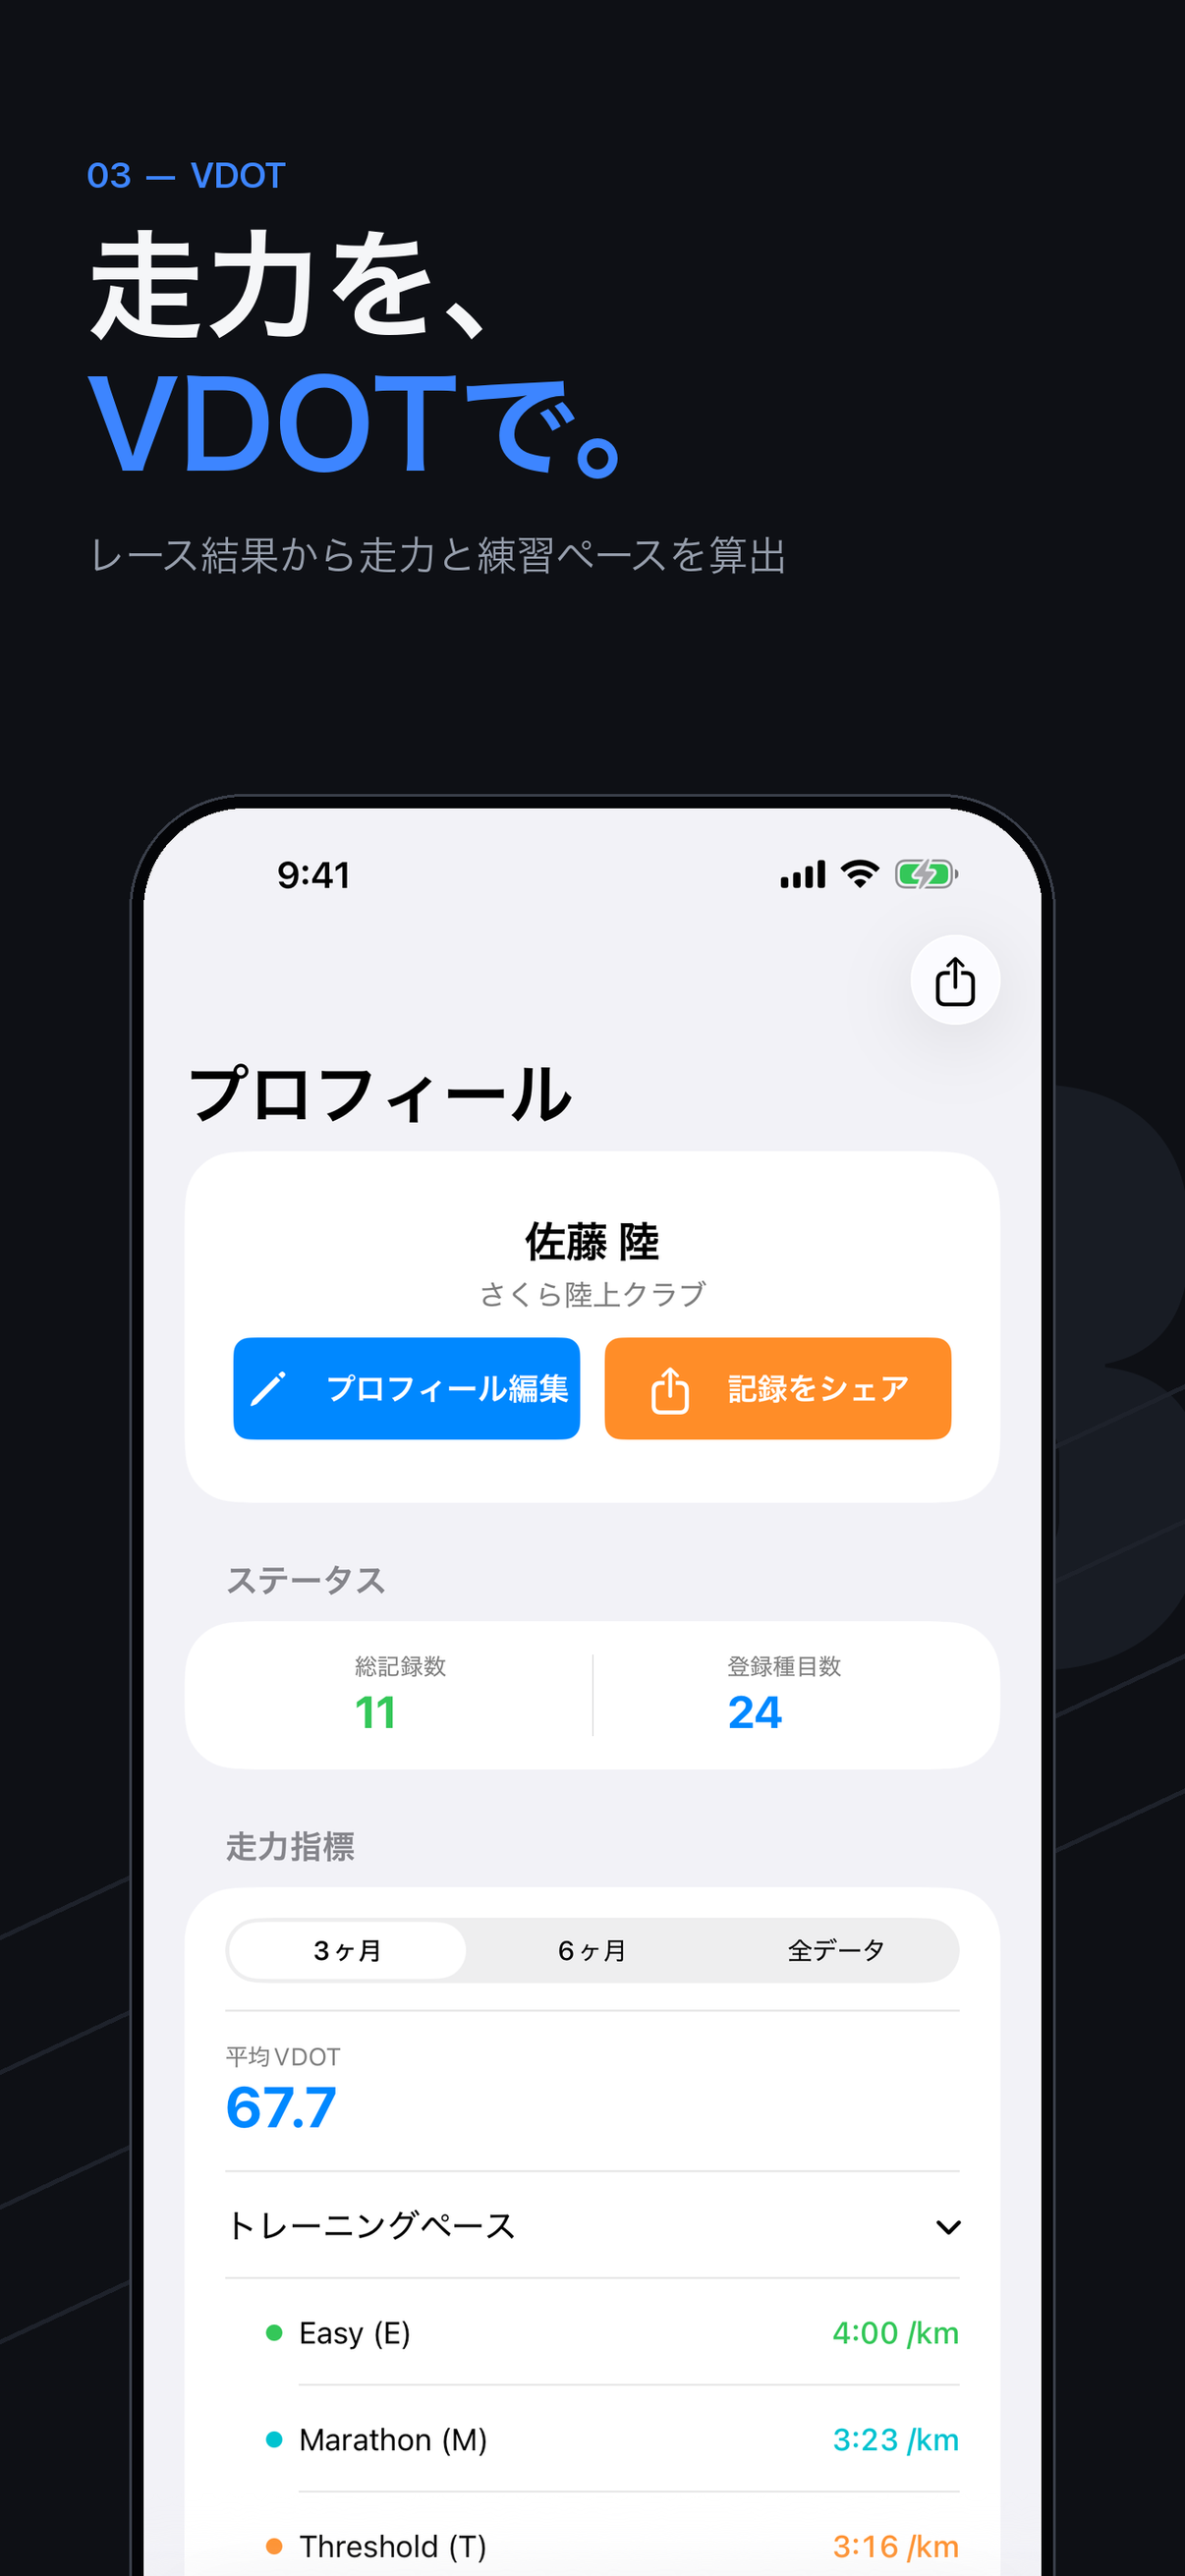 03 — VDOT
走力を、
VDOTで。
レース結果から走力と練習ペースを算出
9:41
プロフィール
佐藤 陸
さくら陸上クラブ
プロフィール編集
記録をシェア
ステータス
総記録数
11
登録種目数
24
走力指標
3ヶ月 6ヶ月 全データ
平均VDOT
67.7
トレーニングペース
Easy (E) 4:00 /km
Marathon (M) 3:23 /km
Threshold (T) 3:16 /km